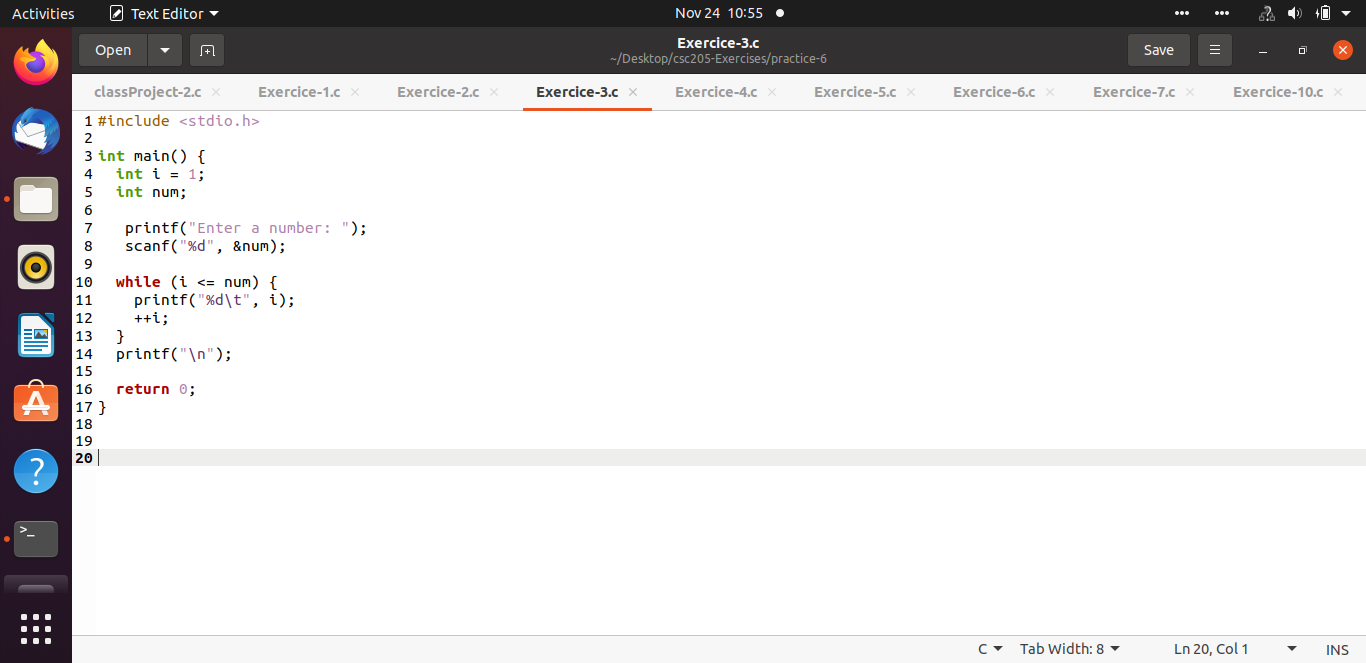 Activities Text Editor Nov 24 10:55
Open Exercice-3.c Save
~/Desktop/csc205-Exercises/practice-6
classProject-2.c Exercice-1.c Exercice-2.c Exercice-3.c Exercice-4.c Exercice-5.c Exercice-6.c Exercice-7.c Exercice-10.c
1 #include <stdio.h>
2
3 int main() {
4   int i = 1;
5   int num;
6
7    printf("Enter a number: ");
8    scanf("%d", &num);
9
10   while (i <= num) {
11     printf("%d\t", i);
12     ++i;
13   }
14   printf("\n");
15
16   return 0;
17 }
18
19
20
C Tab Width: 8 Ln 20, Col 1 INS